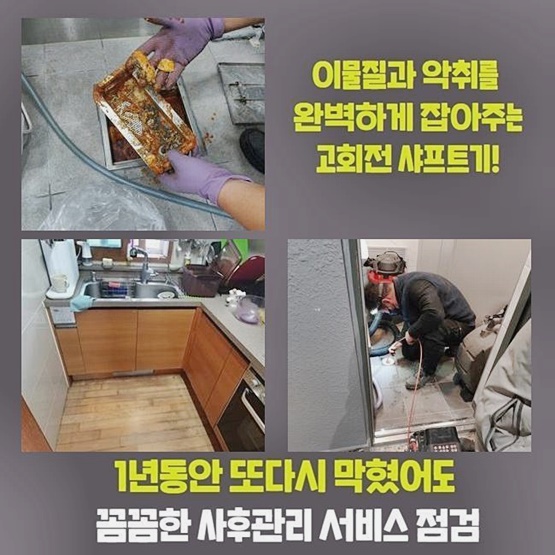 이물질과 악취를
완벽하게 잡아주는
고회전 샤프트기!
1년동안 또다시 막혔어도
꼼꼼한 사후관리 서비스 점검